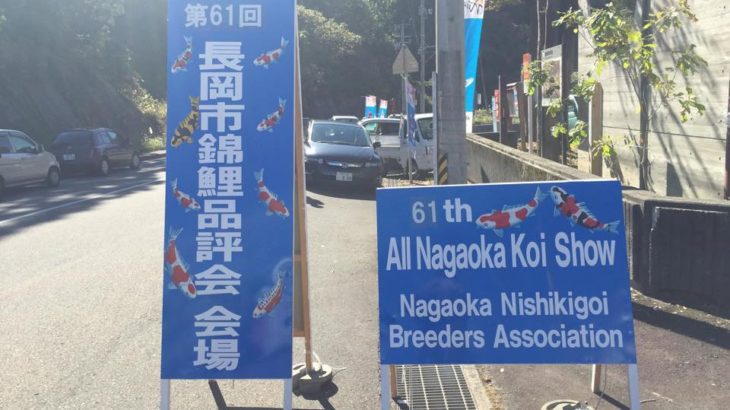 第61回
長岡市錦鯉品評会 会場
61th
All Nagaoka Koi Show
Nagaoka Nishikigoi
Breeders Association